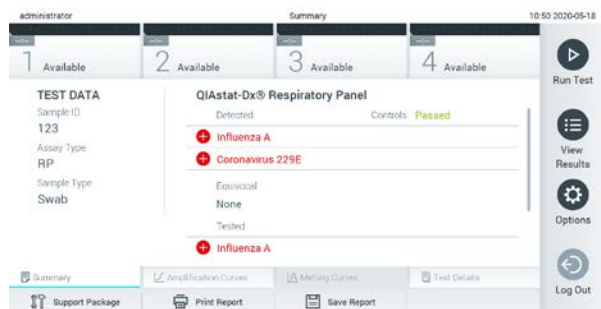 administrator Summary 10:50 2020-05-18
1 Available 2 Available 3 Available 4 Available
Run Test
View
Results
Options
Log Out
TEST DATA
Sample ID
123
Assay Type
RP
Sample Type
Swab
QIAstat-Dx® Respiratory Panel
Detected Controls Passed
Influenza A
Coronavirus 229E
Equivocal
None
Tested
Influenza A
Summary Amplification Curves Melting Curves Test Details
Support Package Print Report Save Report